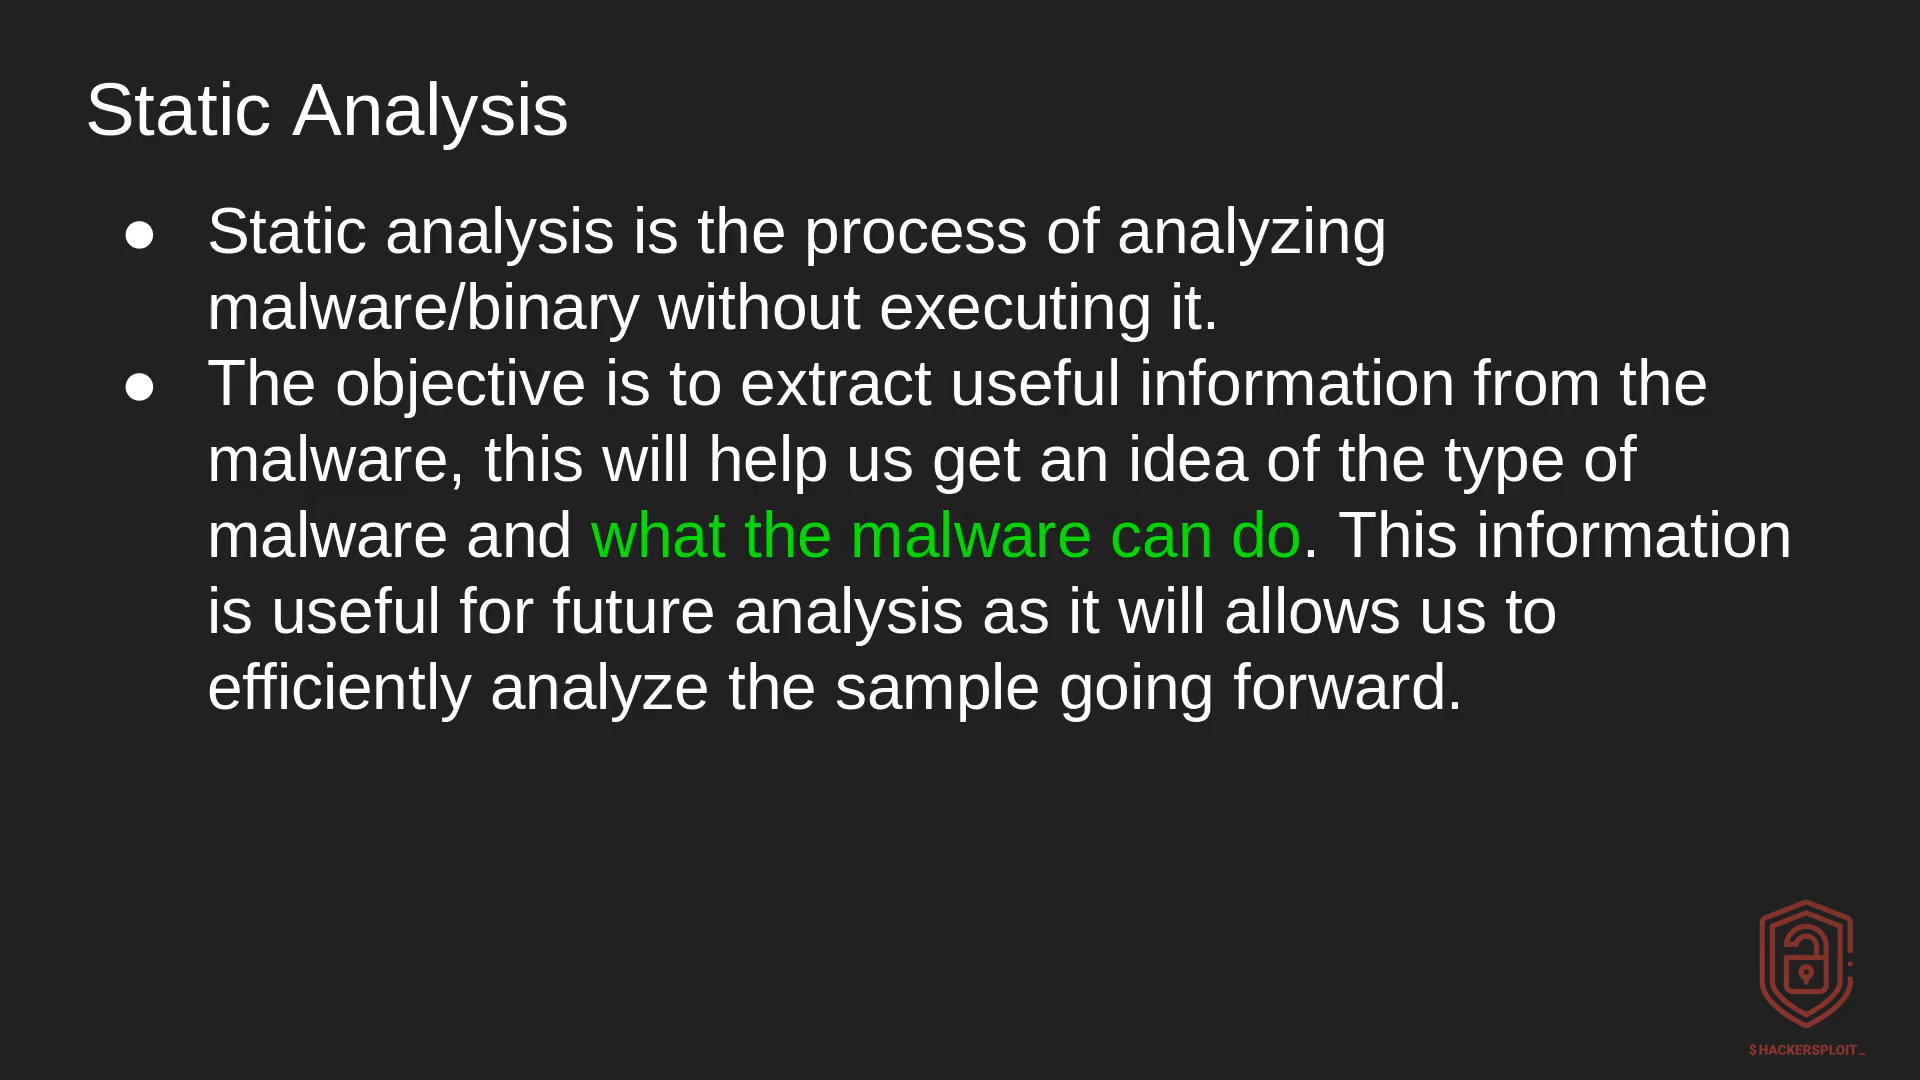 Static Analysis
● Static analysis is the process of analyzing
malware/binary without executing it.
● The objective is to extract useful information from the
malware, this will help us get an idea of the type of
malware and what the malware can do. This information
is useful for future analysis as it will allows us to
efficiently analyze the sample going forward.
$HACKERSPLOIT_